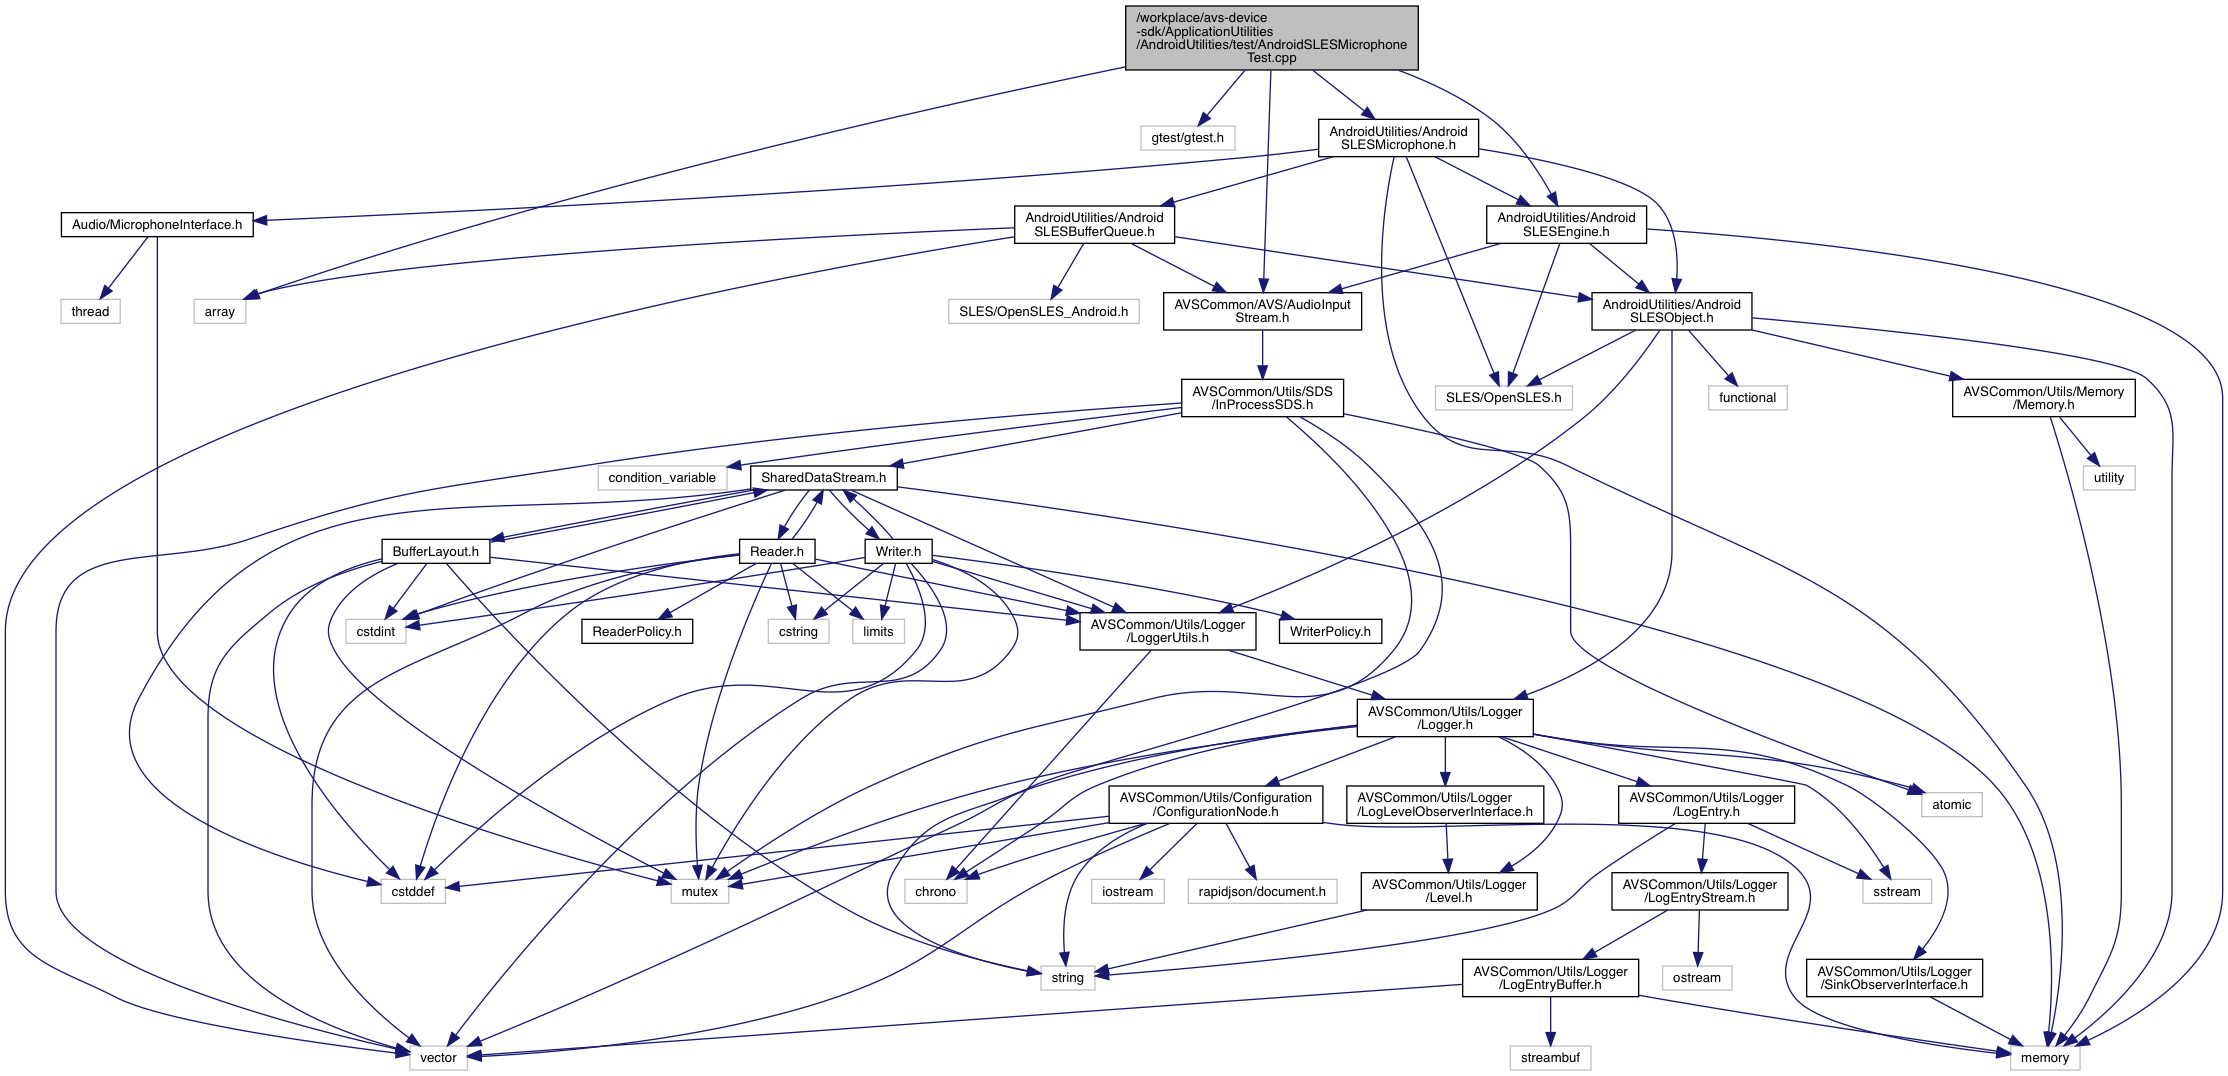 /workplace/avs-device
-sdk/ApplicationUtilities
/AndroidUtilities/test/AndroidSLESMicrophone
Test.cpp
gtest/gtest.h
AndroidUtilities/Android
SLESMicrophone.h
Audio/MicrophoneInterface.h
AndroidUtilities/Android
SLESBufferQueue.h
AndroidUtilities/Android
SLESEngine.h
thread
array
SLES/OpenSLES_Android.h
AVSCommon/AVS/AudioInput
Stream.h
AndroidUtilities/Android
SLESObject.h
AVSCommon/Utils/SDS
/InProcessSDS.h
SLES/OpenSLES.h
functional
AVSCommon/Utils/Memory
/Memory.h
condition_variable
SharedDataStream.h
utility
BufferLayout.h
Reader.h
Writer.h
cstdint
ReaderPolicy.h
cstring
limits
AVSCommon/Utils/Logger
/LoggerUtils.h
WriterPolicy.h
AVSCommon/Utils/Logger
/Logger.h
AVSCommon/Utils/Configuration
/ConfigurationNode.h
AVSCommon/Utils/Logger
/LogLevelObserverInterface.h
AVSCommon/Utils/Logger
/LogEntry.h
atomic
cstddef
mutex
chrono
iostream
rapidjson/document.h
AVSCommon/Utils/Logger
/Level.h
AVSCommon/Utils/Logger
/LogEntryStream.h
sstream
string
AVSCommon/Utils/Logger
/LogEntryBuffer.h
ostream
AVSCommon/Utils/Logger
/SinkObserverInterface.h
vector
streambuf
memory